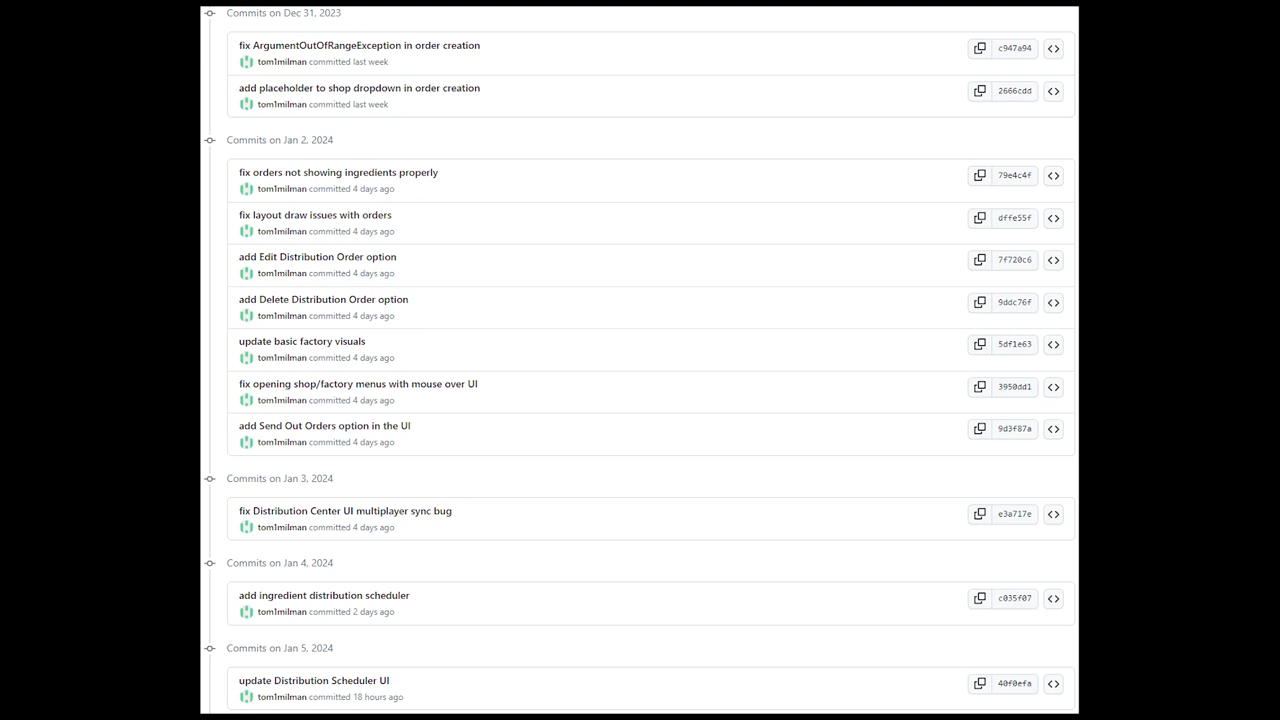 Commits on Dec 31, 2023
fix ArgumentOutOfRangeException in order creation
tom1milman committed last week
c947a94
add placeholder to shop dropdown in order creation
tom1milman committed last week
2666cdd
Commits on Jan 2, 2024
fix orders not showing ingredients properly
tom1milman committed 4 days ago
79e4c4f
fix layout draw issues with orders
tom1milman committed 4 days ago
dffe55f
add Edit Distribution Order option
tom1milman committed 4 days ago
7f720c6
add Delete Distribution Order option
tom1milman committed 4 days ago
9ddc76f
update basic factory visuals
tom1milman committed 4 days ago
5df1e63
fix opening shop/factory menus with mouse over UI
tom1milman committed 4 days ago
3950dd1
add Send Out Orders option in the UI
tom1milman committed 4 days ago
9d3f87a
Commits on Jan 3, 2024
fix Distribution Center UI multiplayer sync bug
tom1milman committed 4 days ago
e3a717e
Commits on Jan 4, 2024
add ingredient distribution scheduler
tom1milman committed 2 days ago
c035f07
Commits on Jan 5, 2024
update Distribution Scheduler UI
tom1milman committed 18 hours ago
40f0efa